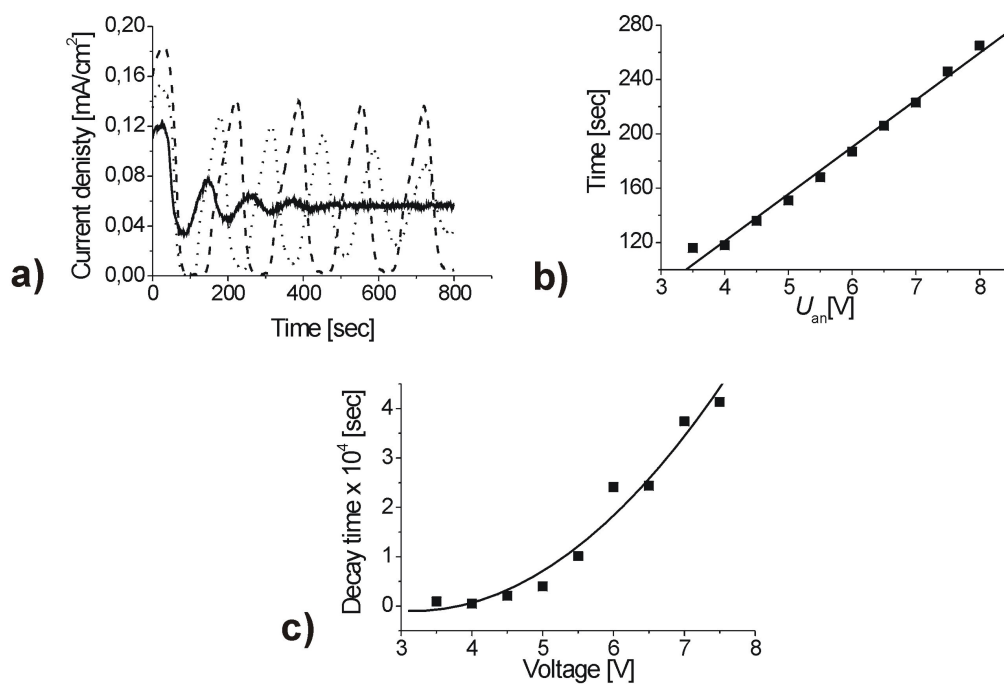 a)
Current denisty [mA/cm²]
0,20
0,16
0,12
0,08
0,04
0,00
0 200 400 600 800
Time [sec]
b)
Time [sec]
280
240
200
160
120
3 4 5 6 7 8
Uan[V]
c)
Decay time x 10⁴ [sec]
4
3
2
1
0
3 4 5 6 7 8
Voltage [V]